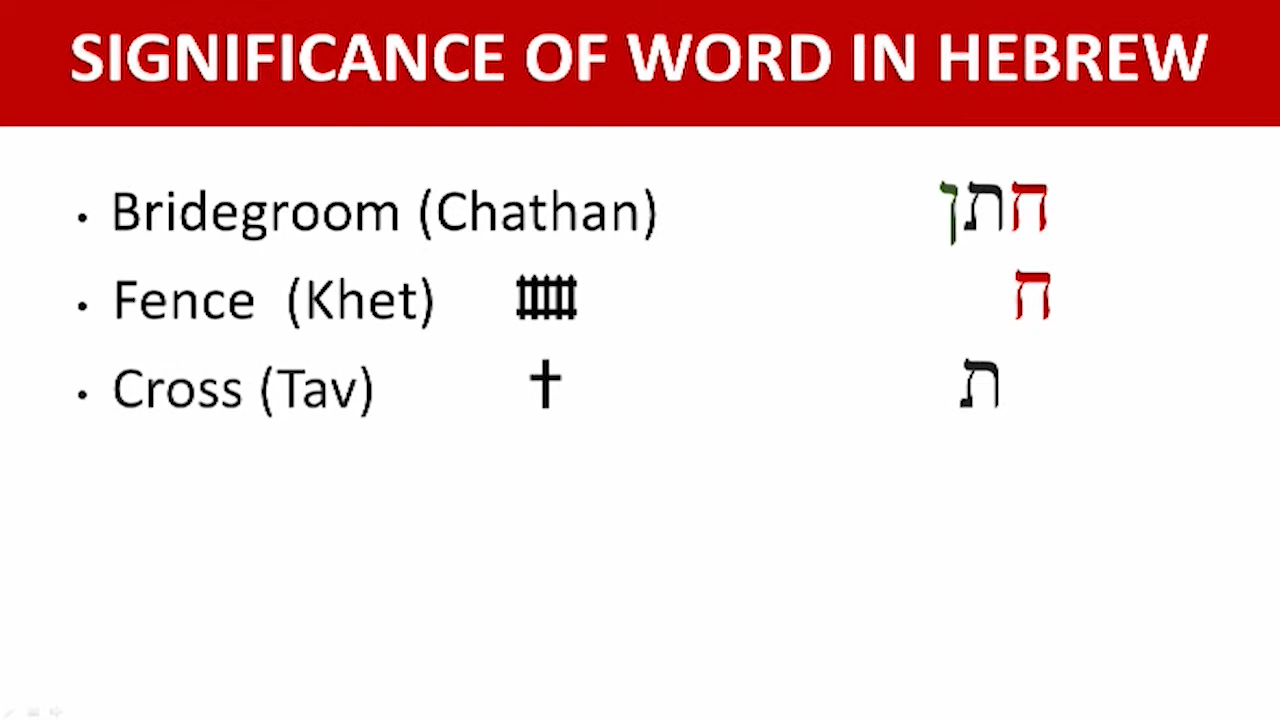 SIGNIFICANCE OF WORD IN HEBREW
• Bridegroom (Chathan) חתן
• Fence (Khet) ח
• Cross (Tav) ת